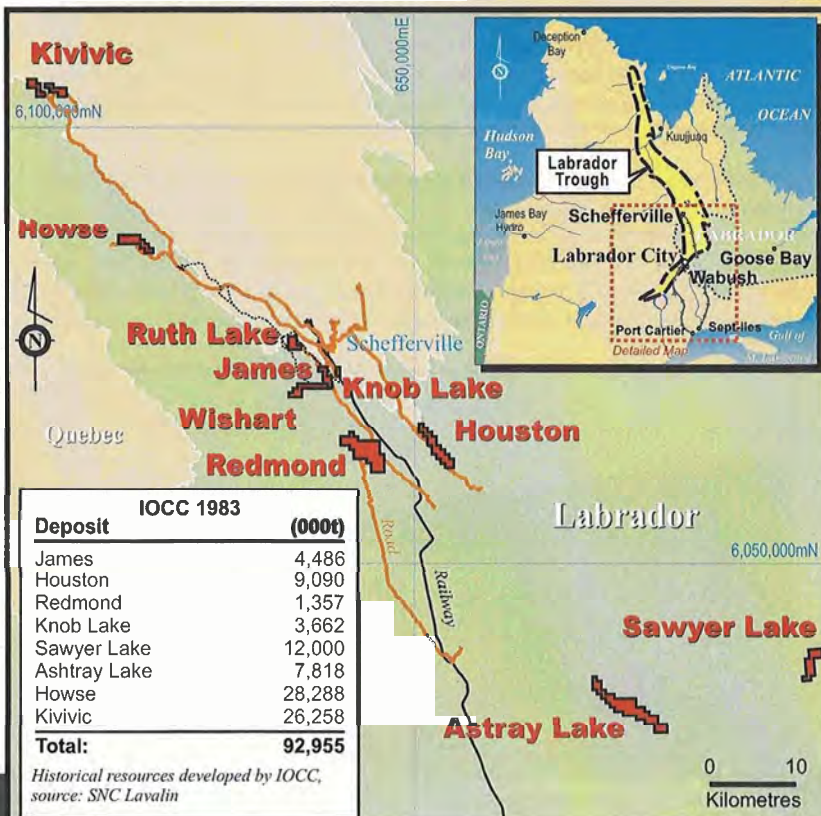 Kivivic
6,100,000mN
650,000mE
Howse
Ruth Lake
Schefferville
James
Knob Lake
Wishart
Houston
Redmond
Quebec
Labrador
6,050,000mN
Road
Railway
Sawyer Lake
Astray Lake
N
0 10
Kilometres
IOCC 1983
Deposit (000t)
James 4,486
Houston 9,090
Redmond 1,357
Knob Lake 3,662
Sawyer Lake 12,000
Ashtray Lake 7,818
Howse 28,288
Kivivic 26,258
Total: 92,955
Historical resources developed by IOCC,
source: SNC Lavalin
Deception
Bay
N
ATLANTIC
OCEAN
Hudson
Bay
Kuujjuaq
Labrador
Trough
James Bay
Hydro
Schefferville
Goose Bay
Labrador City
Wabush
ONTARIO
Port Cartier
Sept-Iles
Gulf of
Detailed Map